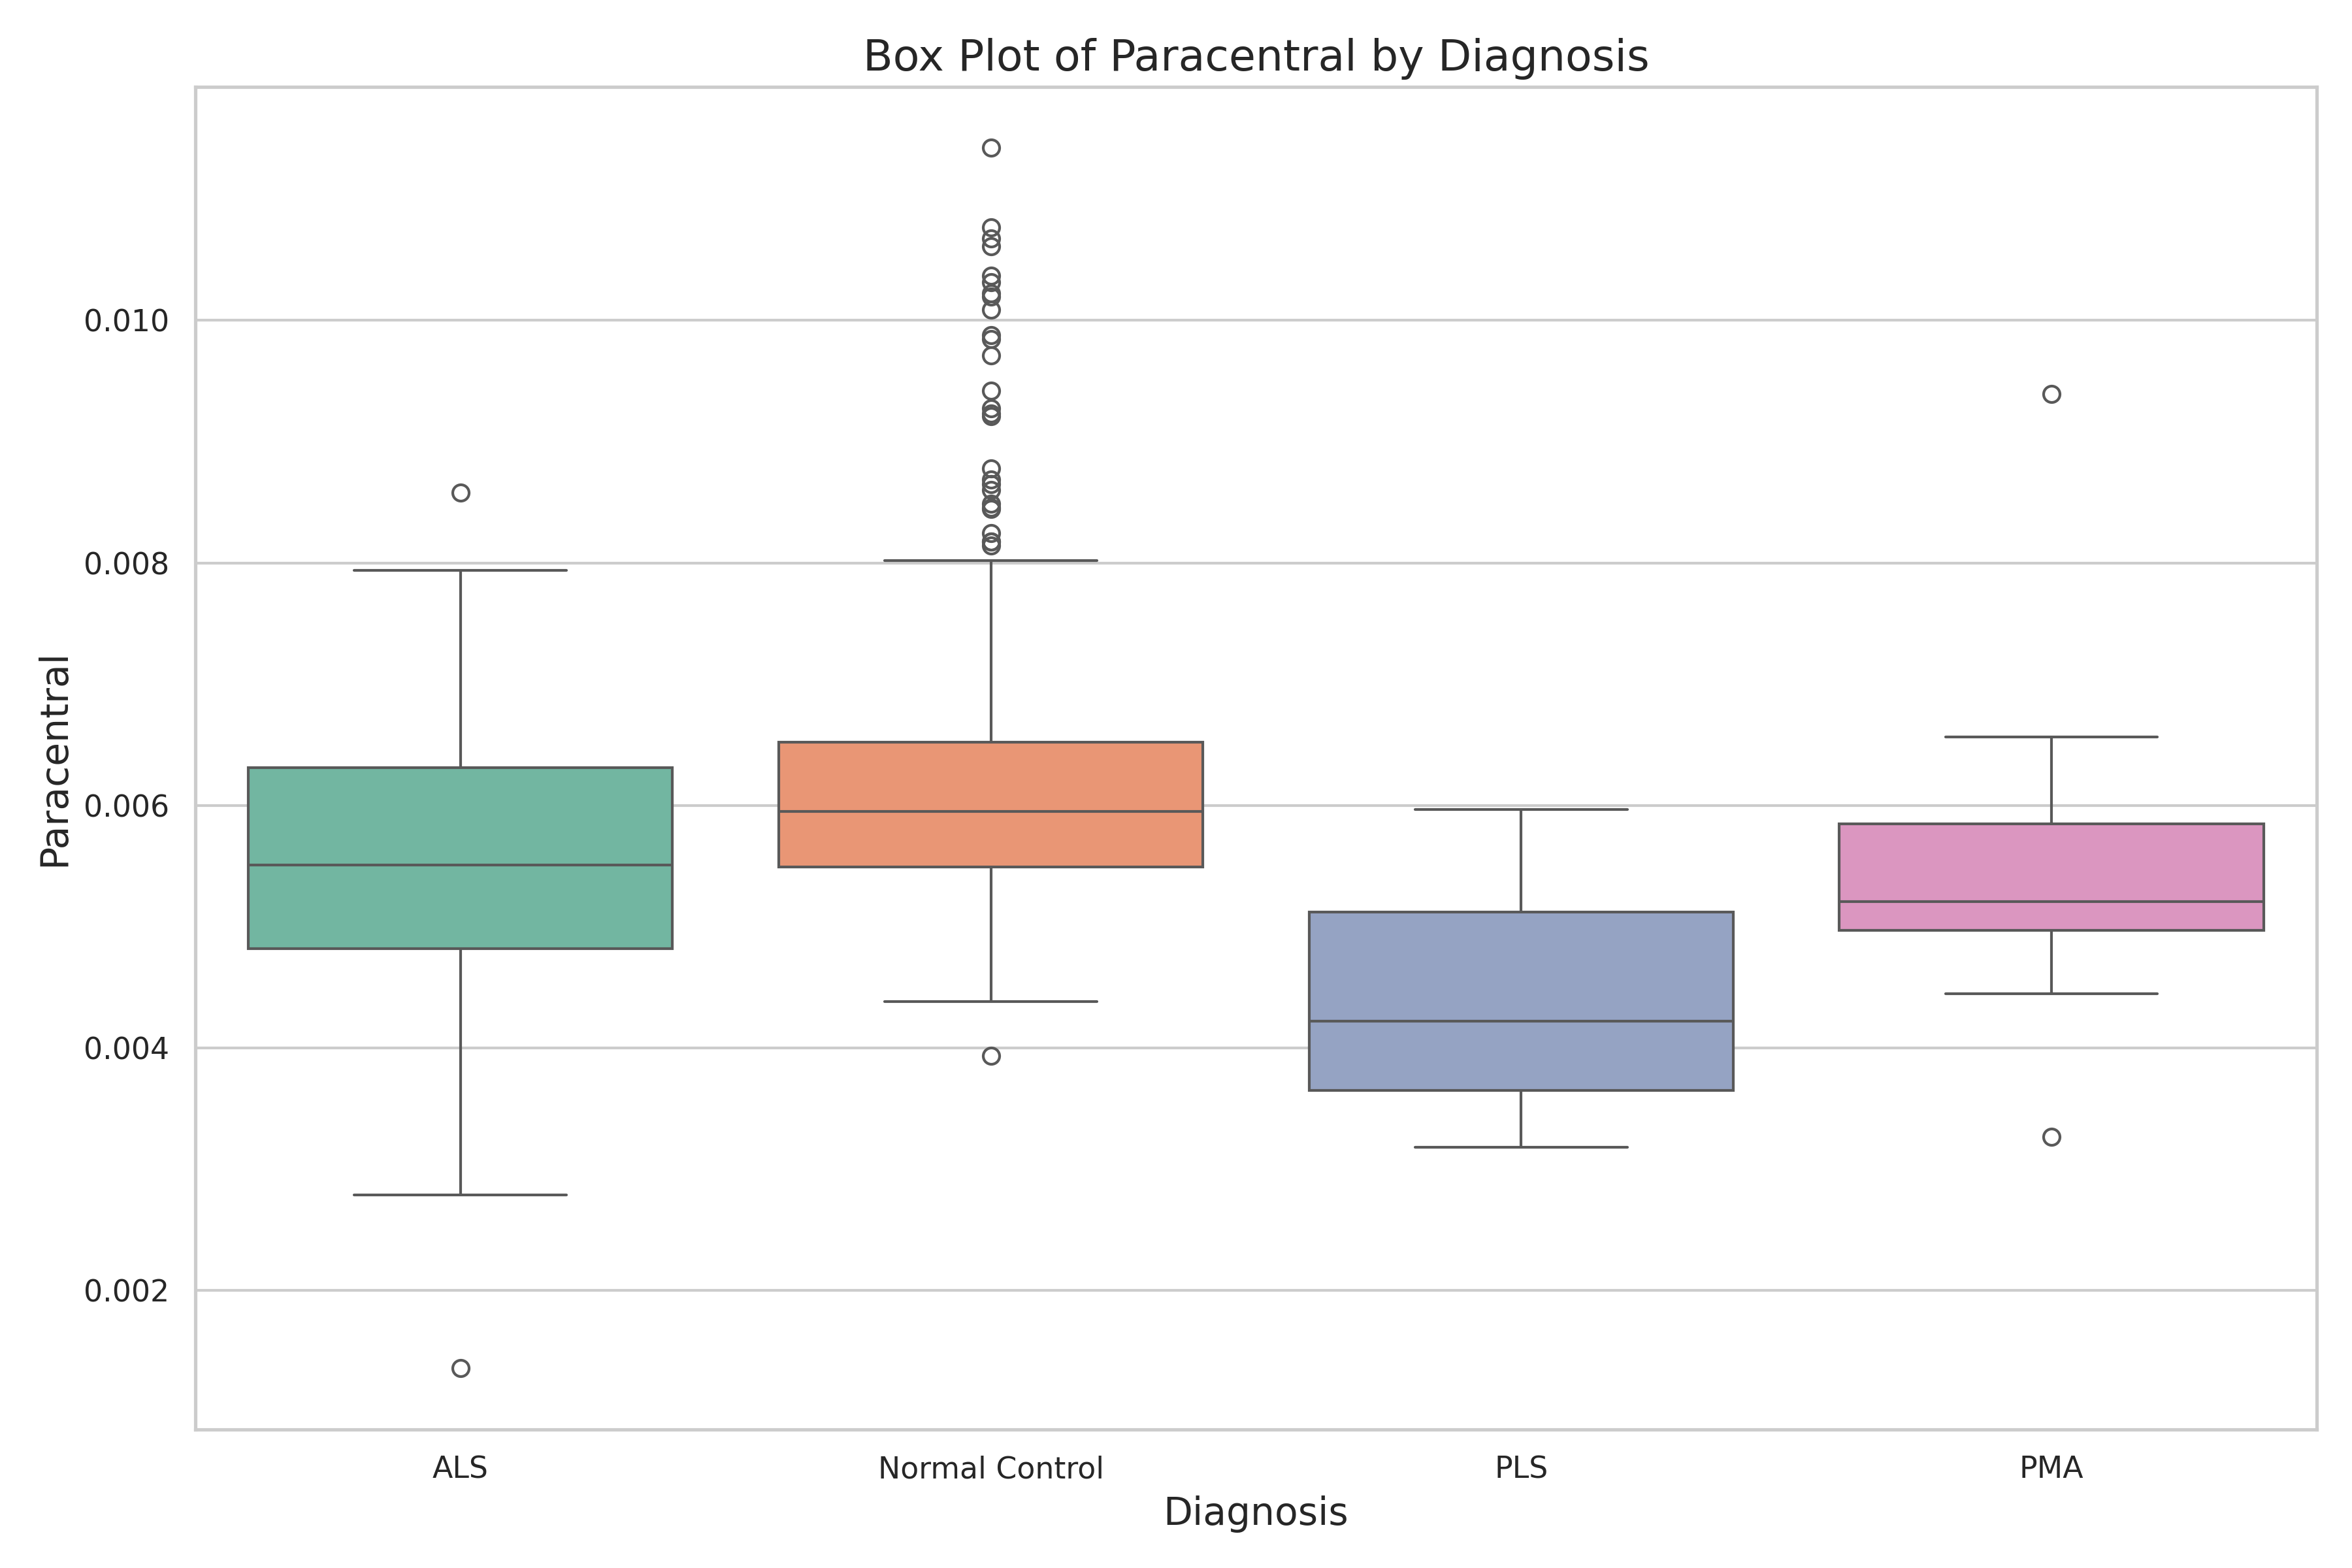 Box Plot of Paracentral by Diagnosis
Paracentral
0.010
0.008
0.006
0.004
0.002
ALS
Normal Control
PLS
PMA
Diagnosis